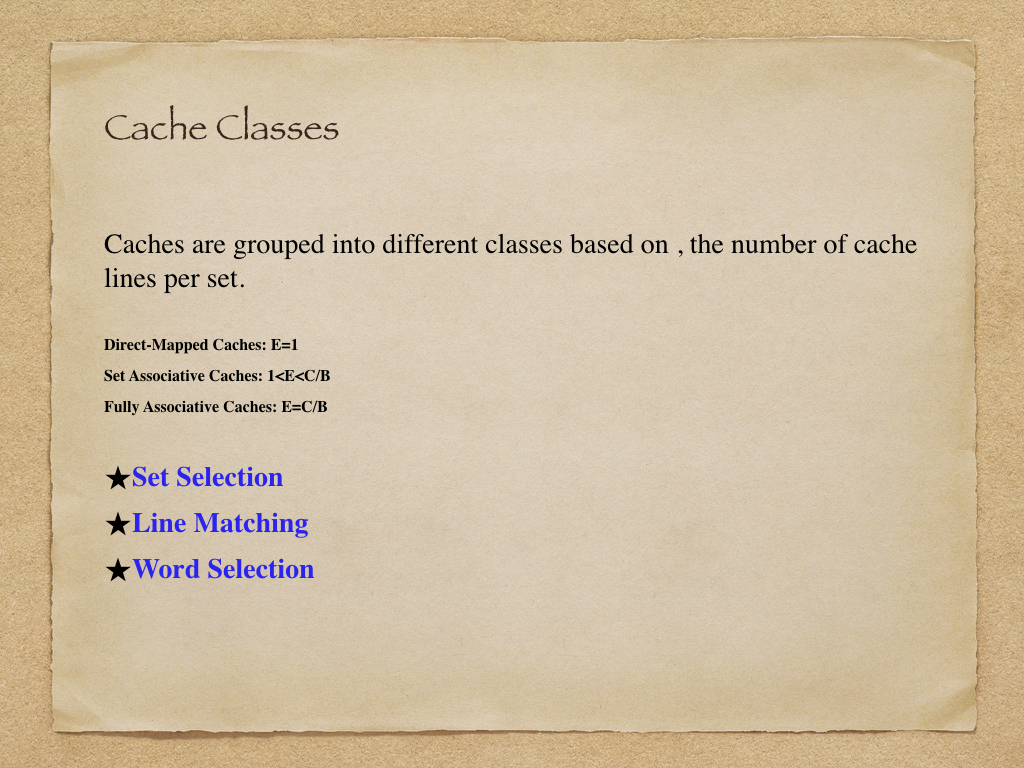 Cache Classes
Caches are grouped into different classes based on , the number of cache
lines per set.
Direct-Mapped Caches: E=1
Set Associative Caches: 1<E<C/B
Fully Associative Caches: E=C/B
★Set Selection
★Line Matching
★Word Selection